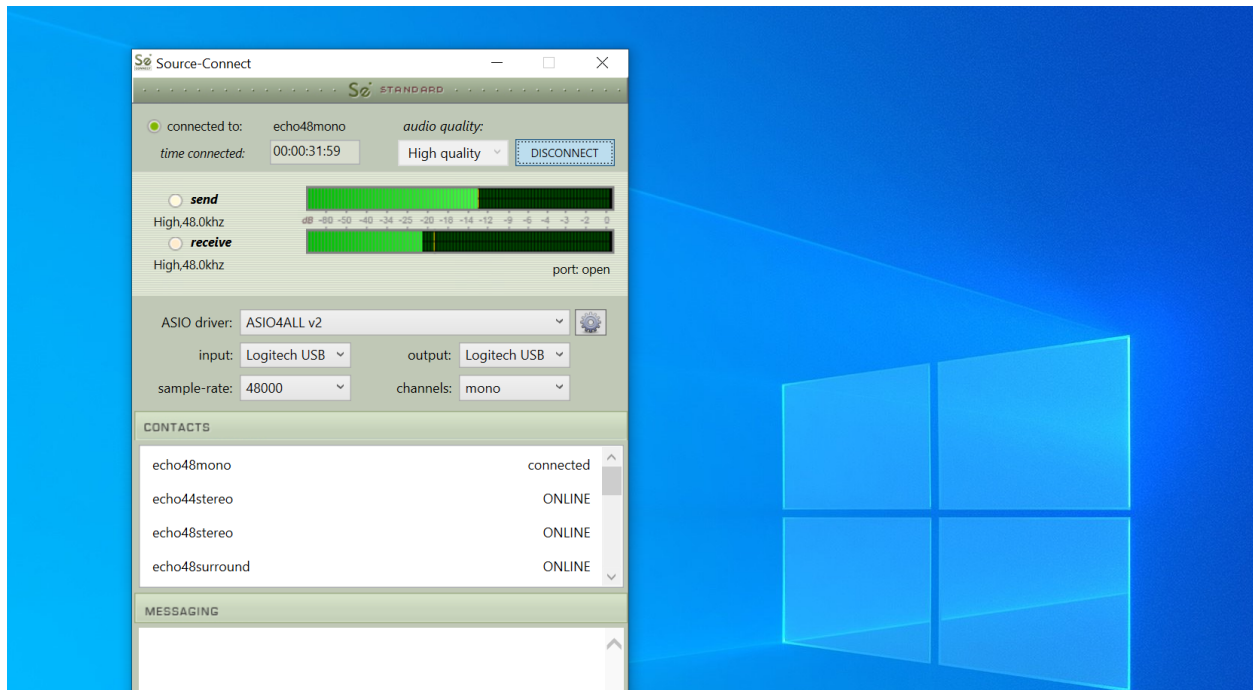 Source-Connect
STANDARD
connected to: echo48mono audio quality:
time connected: 00:00:31:59 High quality DISCONNECT
send
High,48.0khz
dB -60 -50 -40 -34 -25 -20 -18 -14 -12 -9 -6 -4 -3 -2 0
receive
High,48.0khz
port: open
ASIO driver: ASIO4ALL v2
input: Logitech USB output: Logitech USB
sample-rate: 48000 channels: mono
CONTACTS
echo48mono connected
echo44stereo ONLINE
echo48stereo ONLINE
echo48surround ONLINE
MESSAGING